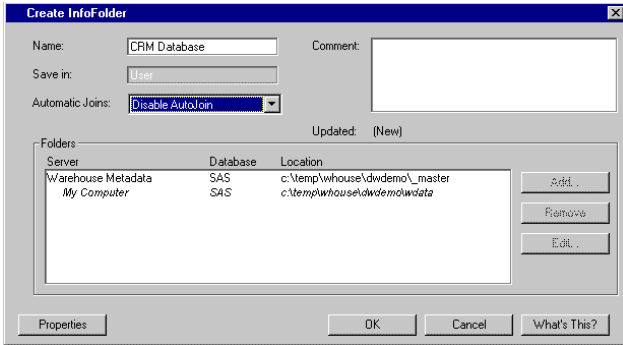 Create InfoFolder
Name: CRM Database Comment:
Save in: User
Automatic Joins: Disable AutoJoin
Updated: (New)
Folders
Server Database Location
Warehouse Metadata SAS c:\temp\whouse\dwdemo\_master
My Computer SAS c:\temp\whouse\dwdemo\wdata
Add...
Remove
Edit...
Properties OK Cancel What's This?